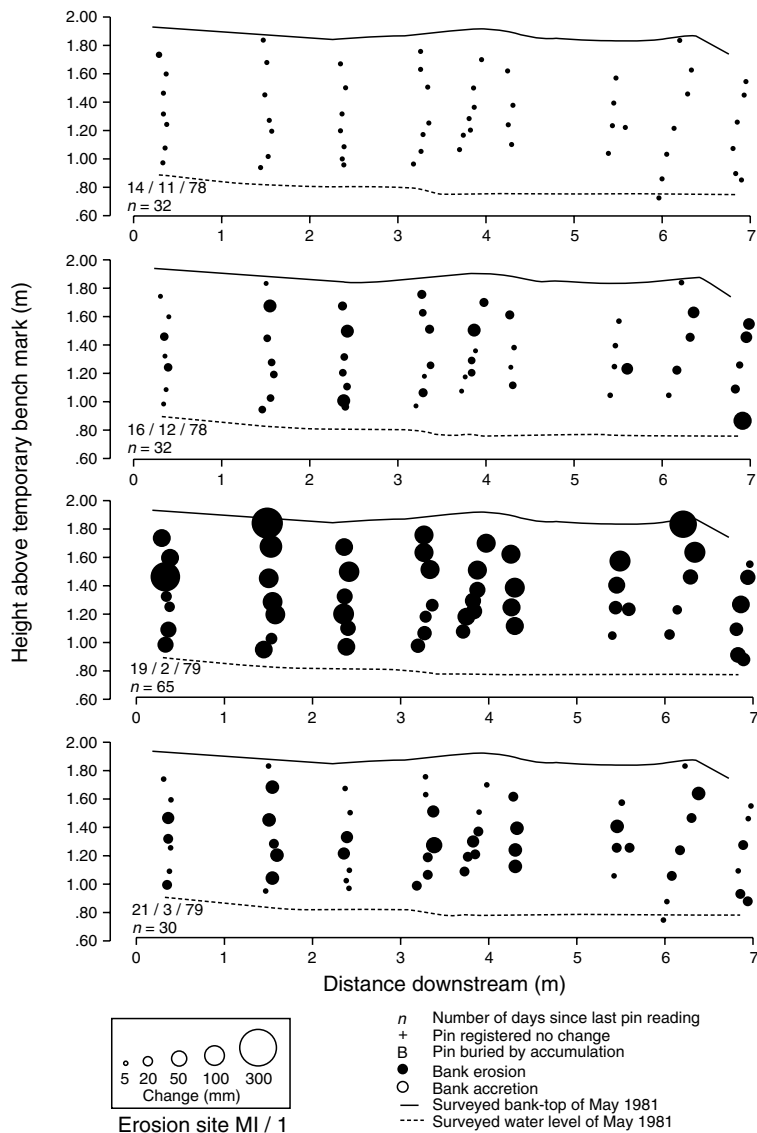 Height above temporary bench mark (m)
2.00
1.80
1.60
1.40
1.20
1.00
.80
.60
14 / 11 / 78
n = 32
0 1 2 3 4 5 6 7
2.00
1.80
1.60
1.40
1.20
1.00
.80
.60
16 / 12 / 78
n = 32
0 1 2 3 4 5 6 7
2.00
1.80
1.60
1.40
1.20
1.00
.80
.60
19 / 2 / 79
n = 65
0 1 2 3 4 5 6 7
2.00
1.80
1.60
1.40
1.20
1.00
.80
.60
21 / 3 / 79
n = 30
0 1 2 3 4 5 6 7
Distance downstream (m)
5 20 50 100 300
Change (mm)
Erosion site MI / 1
n Number of days since last pin reading
+ Pin registered no change
B Pin buried by accumulation
Bank erosion
Bank accretion
Surveyed bank-top of May 1981
Surveyed water level of May 1981